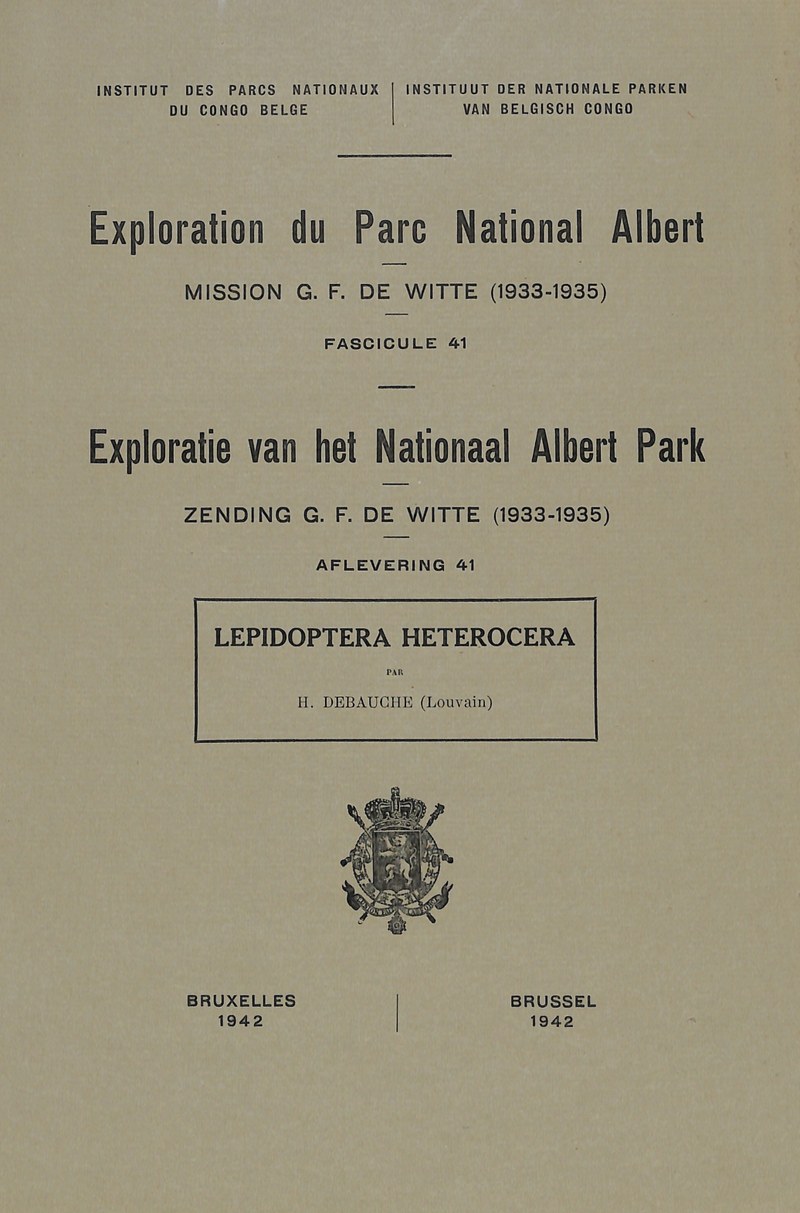 INSTITUT DES PARCS NATIONAUX
DU CONGO BELGE
INSTITUUT DER NATIONALE PARKEN
VAN BELGISCH CONGO
Exploration du Parc National Albert
MISSION G. F. DE WITTE (1933-1935)
FASCICULE 41
Exploratie van het Nationaal Albert Park
ZENDING G. F. DE WITTE (1933-1935)
AFLEVERING 41
LEPIDOPTERA HETEROCERA
PAR
H. DEBAUCHE (Louvain)
BRUXELLES
1942
BRUSSEL
1942